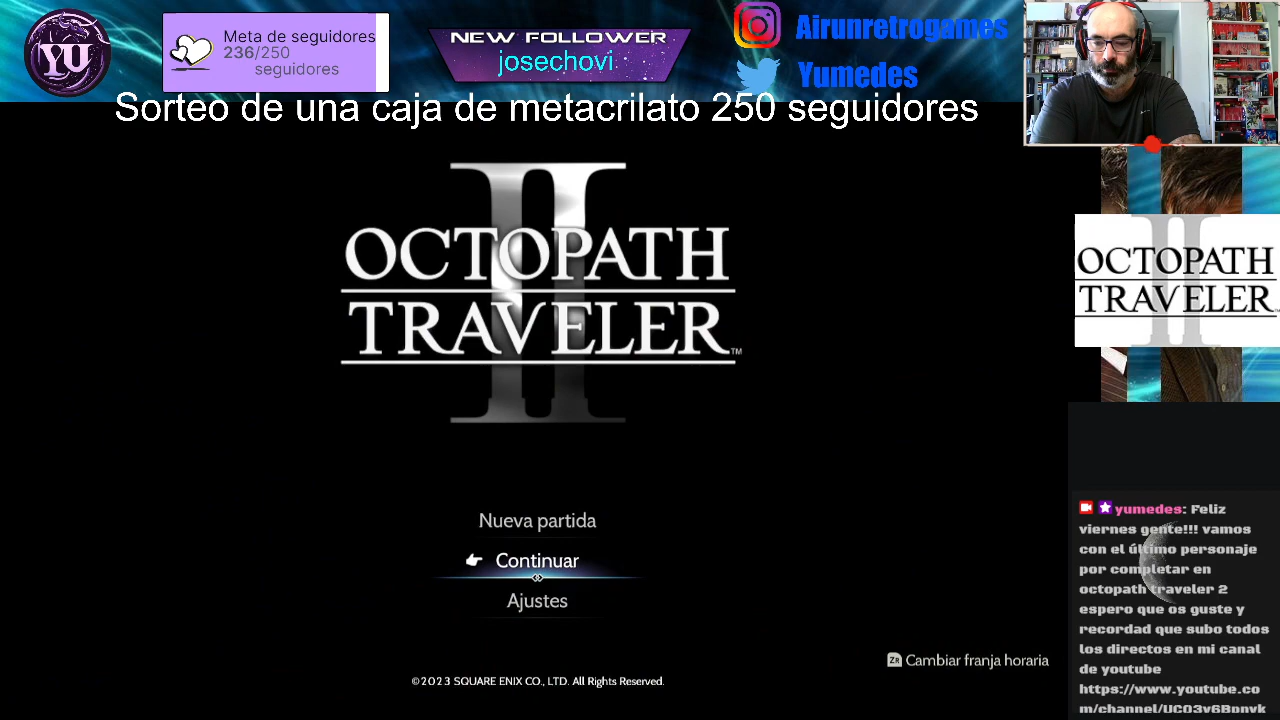 YU
Meta de seguidores
236/250
seguidores
NEW FOLLOWER
josechovi
Airunretrogames
Yumedes
Sorteo de una caja de metacrilato 250 seguidores
II
OCTOPATH
TRAVELER™
OCTOPATH
TRAVELER™
Nueva partida
Continuar
Ajustes
ZR Cambiar franja horaria
©2023 SQUARE ENIX CO., LTD. All Rights Reserved.
yumedes: Feliz
viernes gente!!! vamos
con el último personaje
por completar en
octopath traveler 2
espero que os guste y
recordad que subo todos
los directos en mi canal
de youtube
https://www.youtube.co